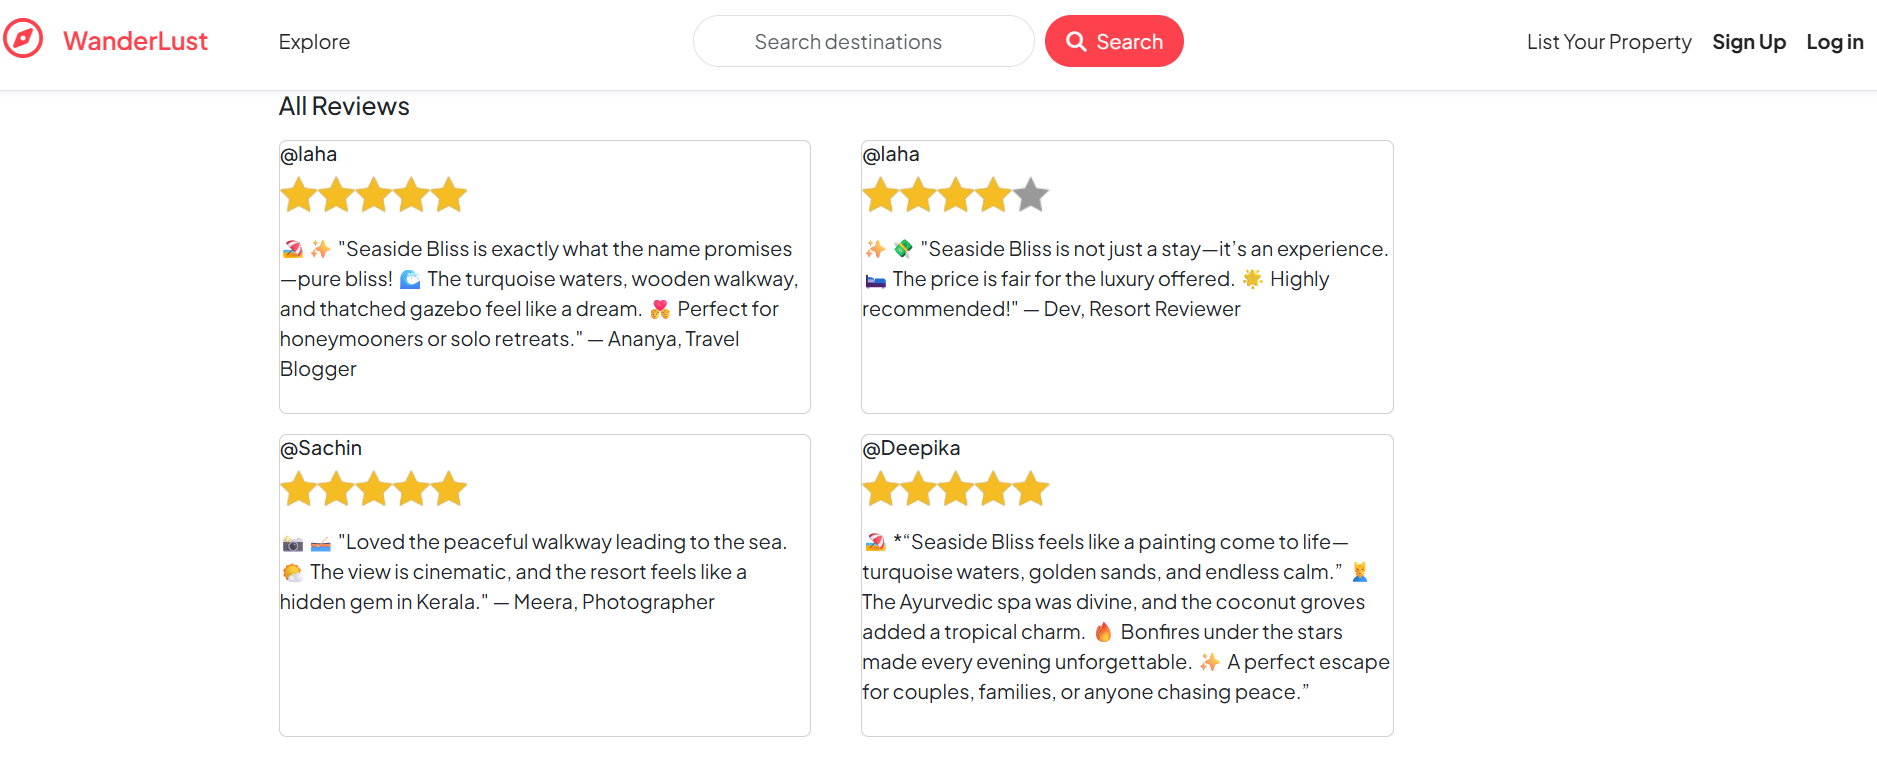 WanderLust
Explore
Search destinations
Search
List Your Property
Sign Up
Log in
All Reviews
@laha
🏖️ ✨ "Seaside Bliss is exactly what the name promises
—pure bliss! 🌊 The turquoise waters, wooden walkway,
and thatched gazebo feel like a dream. 💑 Perfect for
honeymooners or solo retreats." — Ananya, Travel
Blogger
@laha
✨ 💸 "Seaside Bliss is not just a stay—it’s an experience.
🛏️ The price is fair for the luxury offered. 🌟 Highly
recommended!" — Dev, Resort Reviewer
@Sachin
📸 🛶 "Loved the peaceful walkway leading to the sea.
🌤️ The view is cinematic, and the resort feels like a
hidden gem in Kerala." — Meera, Photographer
@Deepika
🏖️ *“Seaside Bliss feels like a painting come to life—
turquoise waters, golden sands, and endless calm.” 💆‍♂️
The Ayurvedic spa was divine, and the coconut groves
added a tropical charm. 🔥 Bonfires under the stars
made every evening unforgettable. ✨ A perfect escape
for couples, families, or anyone chasing peace.”